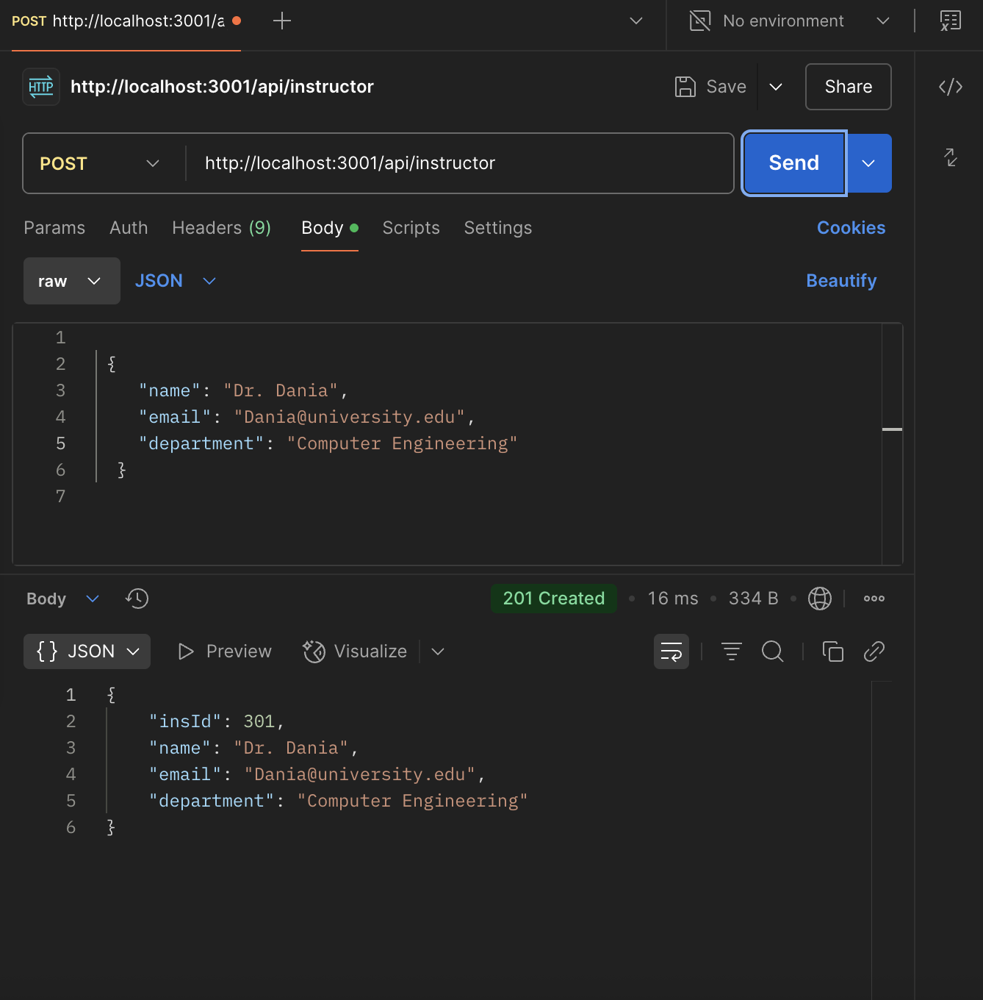 POST http://localhost:3001/a
No environment
HTTP http://localhost:3001/api/instructor
Save
Share
POST
http://localhost:3001/api/instructor
Send
Params Auth Headers (9) Body Scripts Settings
Cookies
raw JSON
Beautify
1
2 {
3 "name": "Dr. Dania",
4 "email": "Dania@university.edu",
5 "department": "Computer Engineering"
6 }
7
Body
201 Created • 16 ms • 334 B •
{} JSON Preview Visualize
1 {
2 "insId": 301,
3 "name": "Dr. Dania",
4 "email": "Dania@university.edu",
5 "department": "Computer Engineering"
6 }